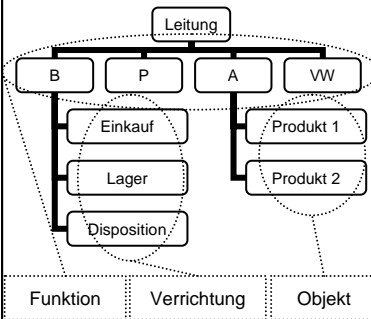 Leitung
B P A VW
Einkauf Produkt 1
Lager Produkt 2
Disposition
Funktion Verrichtung Objekt